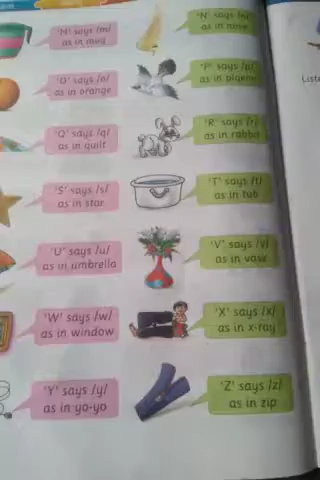 'M' says /m/
as in mug
'N' says /n/
as in nose
'O' says /o/
as in orange
'P' says /p/
as in pigeon
'Q' says /q/
as in quilt
'R' says /r/
as in rabbit
'S' says /s/
as in star
'T' says /t/
as in tub
'U' says /u/
as in umbrella
'V' says /v/
as in vase
'W' says /w/
as in window
'X' says /x/
as in x-ray
'Y' says /y/
as in yo-yo
'Z' says /z/
as in zip